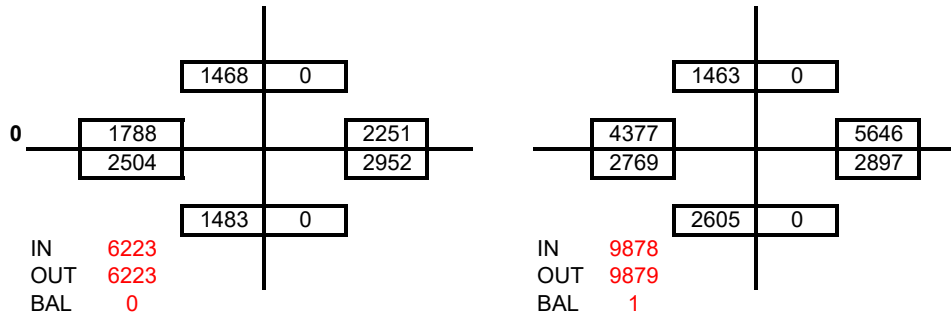 1468 0 1463 0
0 1788 2251 4377 5646
2504 2952 2769 2897
1483 0 2605 0
IN 6223 IN 9878
OUT 6223 OUT 9879
BAL 0 BAL 1